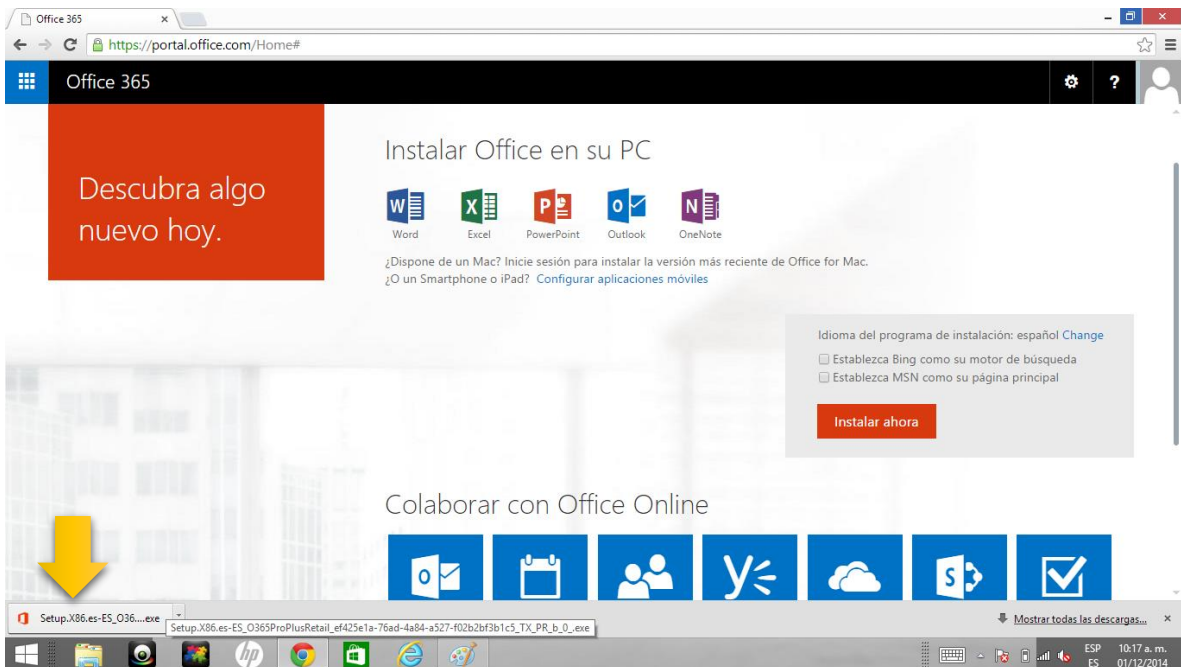 Office 365
https://portal.office.com/Home#
Office 365
?
Descubra algo
nuevo hoy.
Instalar Office en su PC
W
X
P
O
N
Word
Excel
PowerPoint
Outlook
OneNote
¿Dispone de un Mac? Inicie sesión para instalar la versión más reciente de Office for Mac.
¿O un Smartphone o iPad? Configurar aplicaciones móviles
Idioma del programa de instalación: español Change
Establezca Bing como su motor de búsqueda
Establezca MSN como su página principal
Instalar ahora
Colaborar con Office Online
O
S
Setup.X86.es-ES_O36....exe
Setup.X86.es-ES_O365ProPlusRetail_ef425e1a-76ad-4a84-a527-f02b2bf3b1c5_TX_PR_b_0_.exe
Mostrar todas las descargas...
hp
ESP
ES
10:17 a. m.
01/12/2014